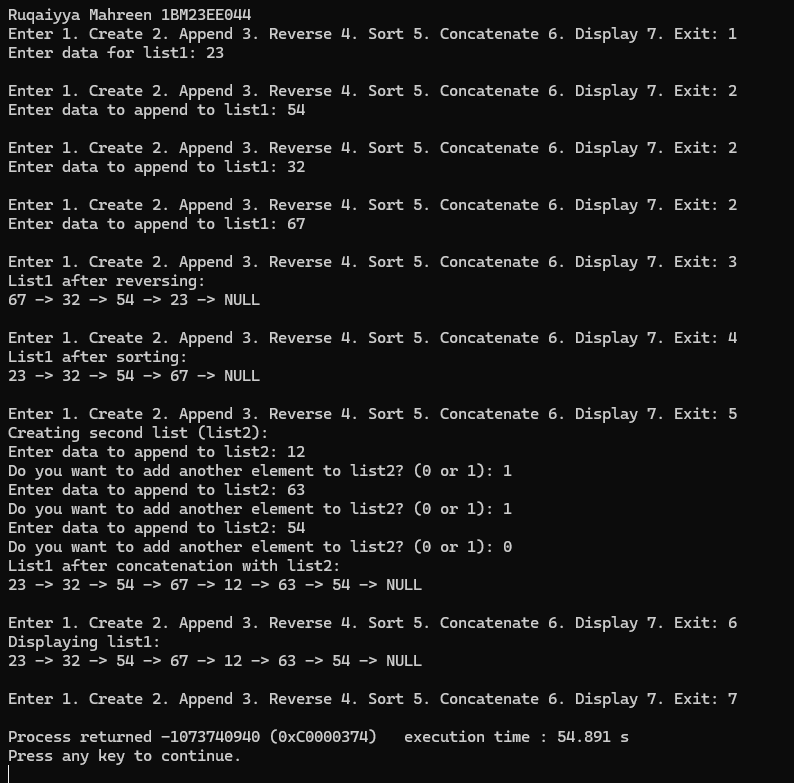 Ruqaiyya Mahreen 1BM23EE044
Enter 1. Create 2. Append 3. Reverse 4. Sort 5. Concatenate 6. Display 7. Exit: 1
Enter data for list1: 23
Enter 1. Create 2. Append 3. Reverse 4. Sort 5. Concatenate 6. Display 7. Exit: 2
Enter data to append to list1: 54
Enter 1. Create 2. Append 3. Reverse 4. Sort 5. Concatenate 6. Display 7. Exit: 2
Enter data to append to list1: 32
Enter 1. Create 2. Append 3. Reverse 4. Sort 5. Concatenate 6. Display 7. Exit: 2
Enter data to append to list1: 67
Enter 1. Create 2. Append 3. Reverse 4. Sort 5. Concatenate 6. Display 7. Exit: 3
List1 after reversing:
67 -> 32 -> 54 -> 23 -> NULL
Enter 1. Create 2. Append 3. Reverse 4. Sort 5. Concatenate 6. Display 7. Exit: 4
List1 after sorting:
23 -> 32 -> 54 -> 67 -> NULL
Enter 1. Create 2. Append 3. Reverse 4. Sort 5. Concatenate 6. Display 7. Exit: 5
Creating second list (list2):
Enter data to append to list2: 12
Do you want to add another element to list2? (0 or 1): 1
Enter data to append to list2: 63
Do you want to add another element to list2? (0 or 1): 1
Enter data to append to list2: 54
Do you want to add another element to list2? (0 or 1): 0
List1 after concatenation with list2:
23 -> 32 -> 54 -> 67 -> 12 -> 63 -> 54 -> NULL
Enter 1. Create 2. Append 3. Reverse 4. Sort 5. Concatenate 6. Display 7. Exit: 6
Displaying list1:
23 -> 32 -> 54 -> 67 -> 12 -> 63 -> 54 -> NULL
Enter 1. Create 2. Append 3. Reverse 4. Sort 5. Concatenate 6. Display 7. Exit: 7
Process returned -1073740940 (0xC0000374)   execution time : 54.891 s
Press any key to continue.